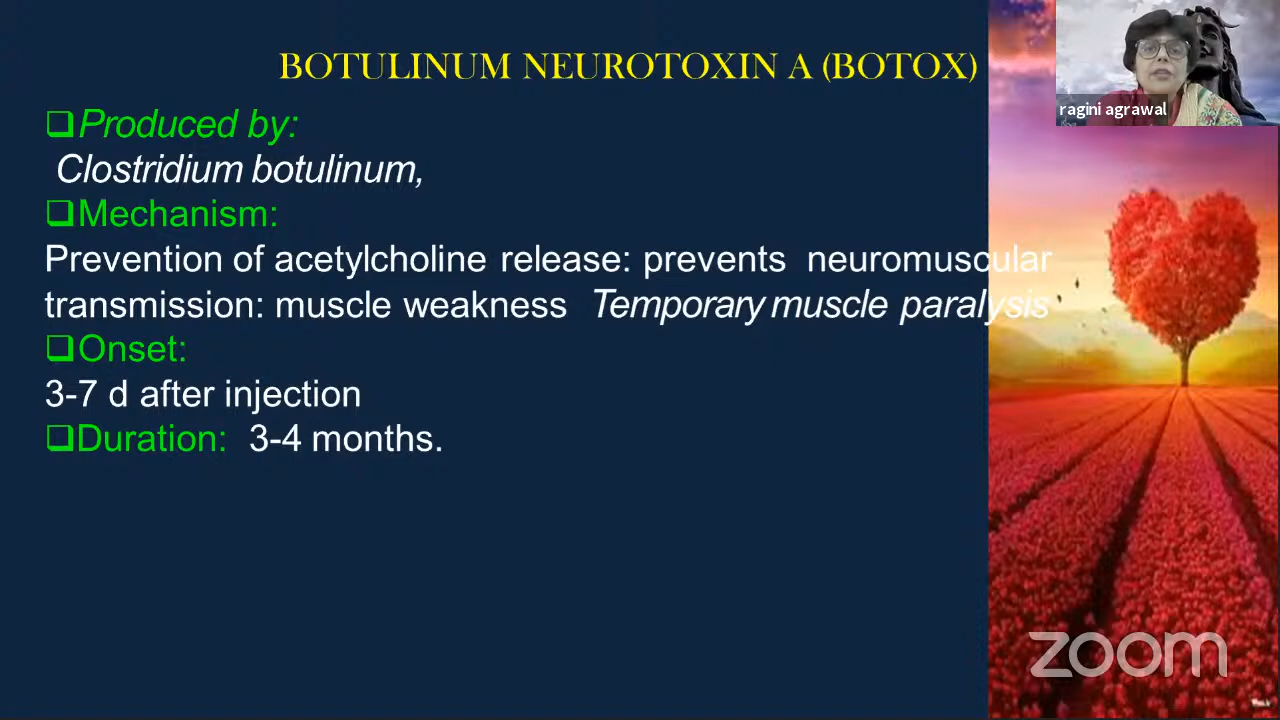 BOTULINUM NEUROTOXIN A (BOTOX)
ragini agrawal
❑Produced by:
Clostridium botulinum,
❑Mechanism:
Prevention of acetylcholine release: prevents neuromuscular
transmission: muscle weakness Temporary muscle paralysis
❑Onset:
3-7 d after injection
❑Duration: 3-4 months.
zoom